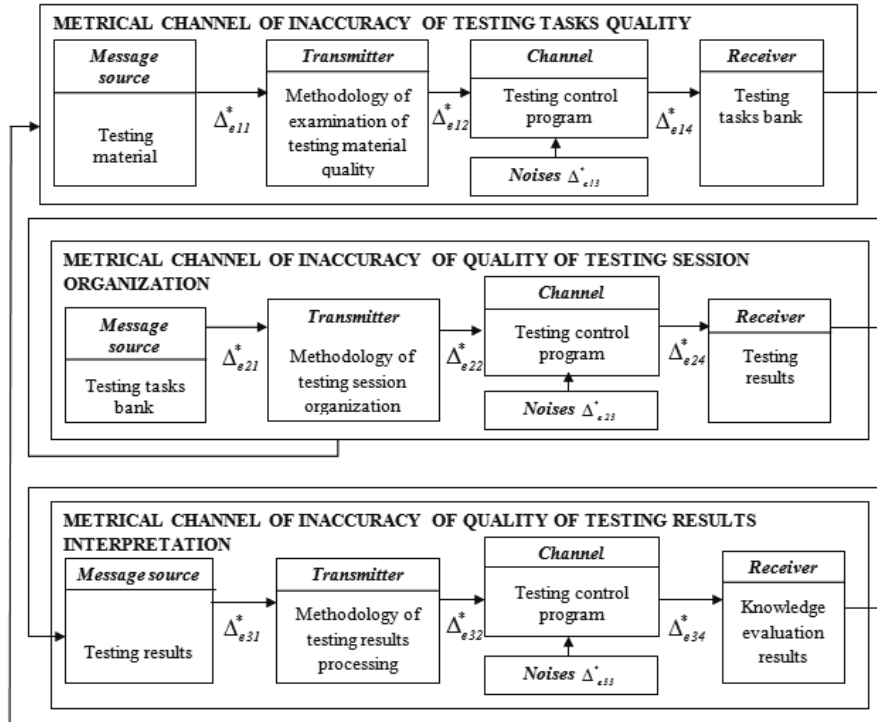 METRICAL CHANNEL OF INACCURACY OF TESTING TASKS QUALITY
Message
source
Testing
material
Δ*e11
Transmitter
Methodology of
examination of
testing material
quality
Δ*e12
Channel
Testing control
program
Noises Δ*e13
Δ*e14
Receiver
Testing
tasks bank
METRICAL CHANNEL OF INACCURACY OF QUALITY OF TESTING SESSION
ORGANIZATION
Message
source
Testing tasks
bank
Δ*e21
Transmitter
Methodology of
testing session
organization
Δ*e22
Channel
Testing control
program
Noises Δ*e23
Δ*e24
Receiver
Testing
results
METRICAL CHANNEL OF INACCURACY OF QUALITY OF TESTING RESULTS
INTERPRETATION
Message source
Testing results
Δ*e31
Transmitter
Methodology of
testing results
processing
Δ*e32
Channel
Testing control
program
Noises Δ*e33
Δ*e34
Receiver
Knowledge
evaluation
results